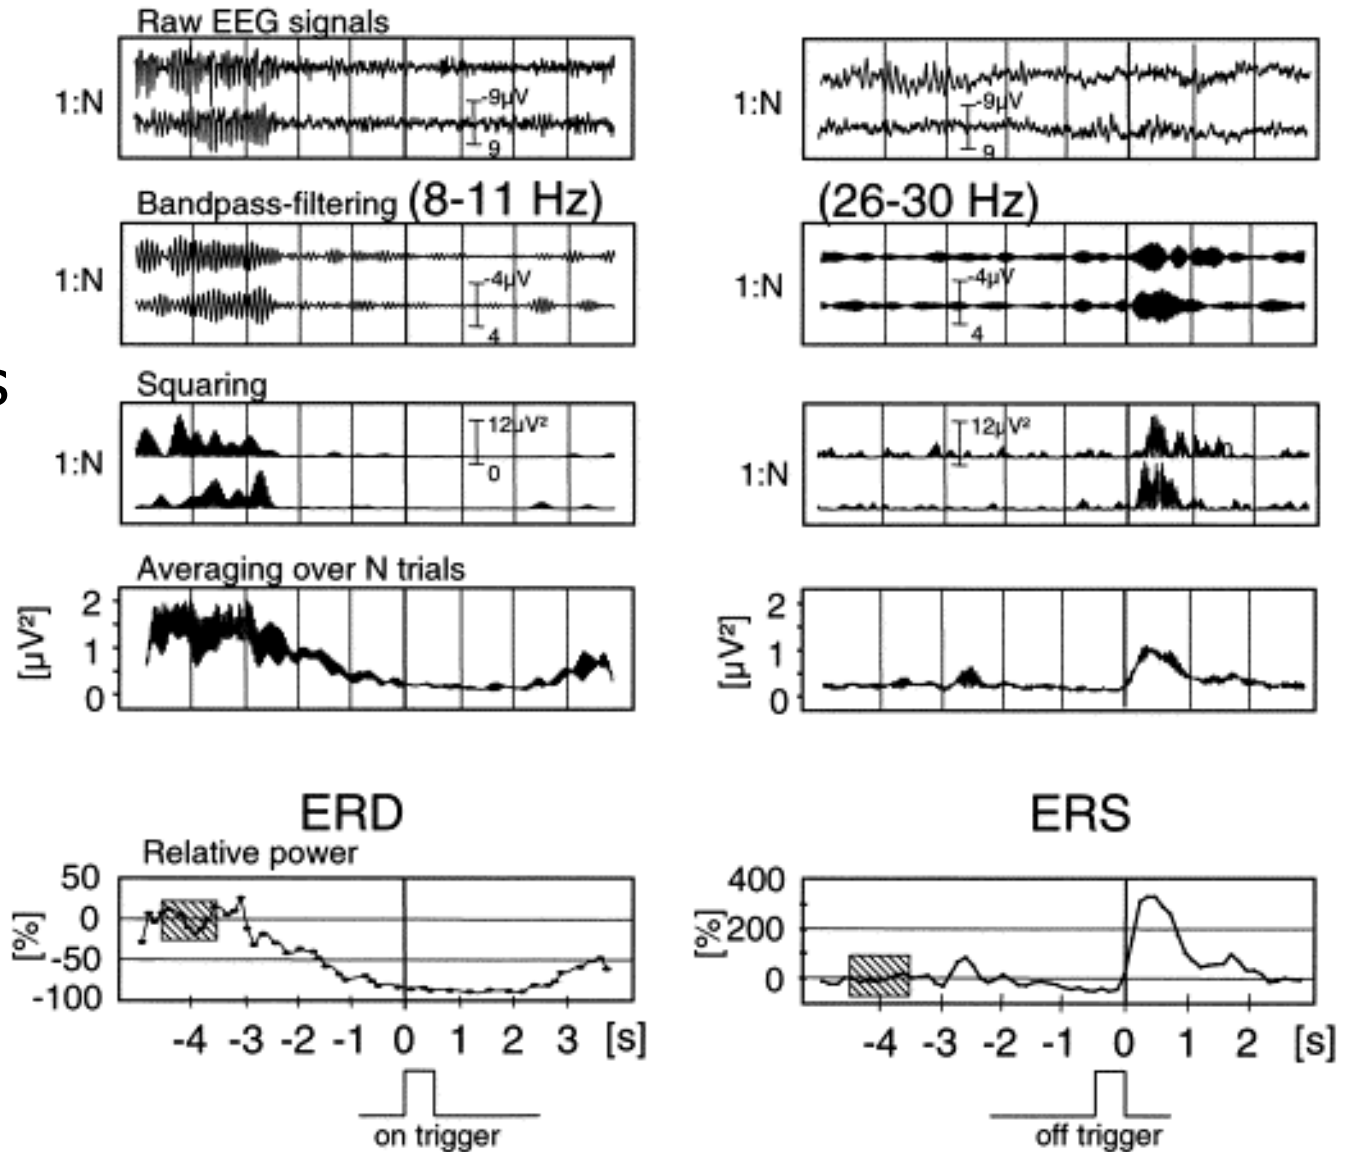 Raw EEG signals
1:N
-9µV
9
1:N
-9µV
9
Bandpass-filtering (8-11 Hz)
(26-30 Hz)
1:N
-4µV
4
1:N
-4µV
4
s
Squaring
1:N
12µV²
0
1:N
12µV²
Averaging over N trials
[µV²]
2
1
0
[µV²]
2
1
0
ERD
ERS
Relative power
[%]
50
0
-50
-100
[%]
400
200
0
-4 -3 -2 -1 0 1 2 3 [s]
-4 -3 -2 -1 0 1 2 [s]
on trigger
off trigger